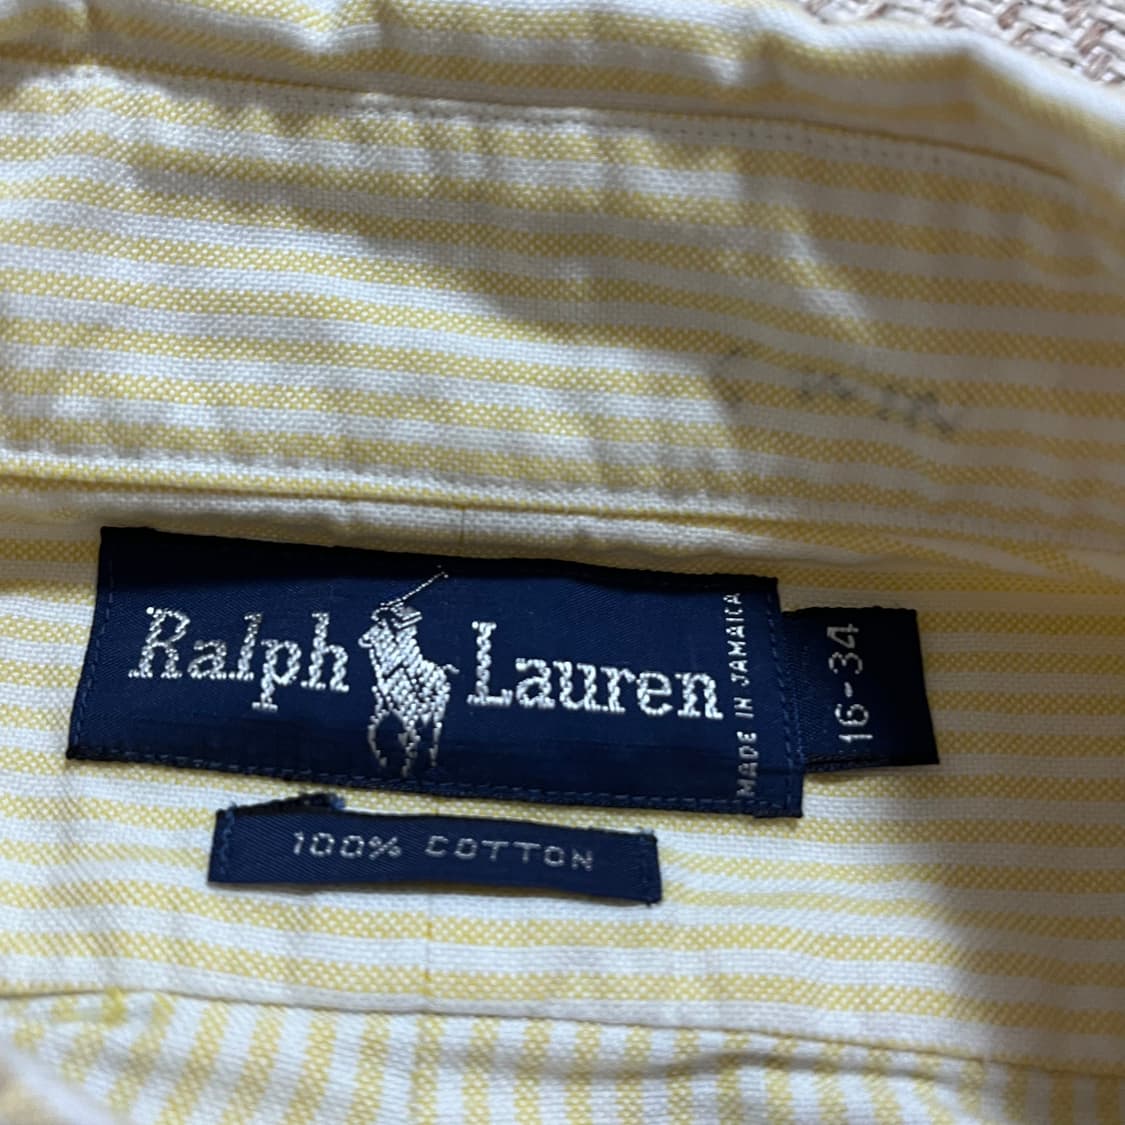 Ralph Lauren
MADE IN JAMAICA
16-34
100% COTTON